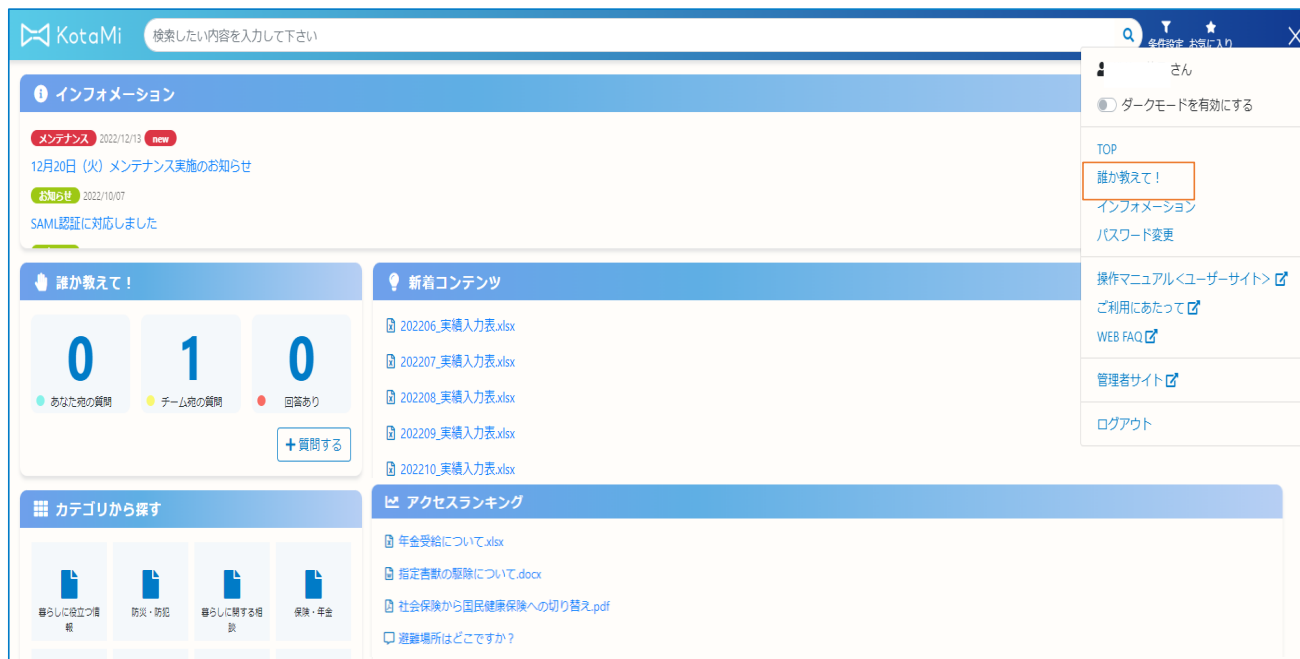 KotaMi
検索したい内容を入力して下さい
条件設定 お気に入り
さん
ダークモードを有効にする
TOP
誰か教えて！
インフォメーション
パスワード変更
操作マニュアル<ユーザーサイト>
ご利用にあたって
WEB FAQ
管理者サイト
ログアウト
インフォメーション
メンテナンス 2022/12/13 new
12月20日（火）メンテナンス実施のお知らせ
お知らせ 2022/10/07
SAML認証に対応しました
誰か教えて！
0 1 0
あなた宛の質問 チーム宛の質問 回答あり
+質問する
新着コンテンツ
202206_実績入力表.xlsx
202207_実績入力表.xlsx
202208_実績入力表.xlsx
202209_実績入力表.xlsx
202210_実績入力表.xlsx
カテゴリから探す
暮らしに役立つ情報
防災・防犯
暮らしに関する相談
保険・年金
アクセスランキング
年金受給について.xlsx
指定害獣の駆除について.docx
社会保険から国民健康保険への切り替え.pdf
避難場所はどこですか？